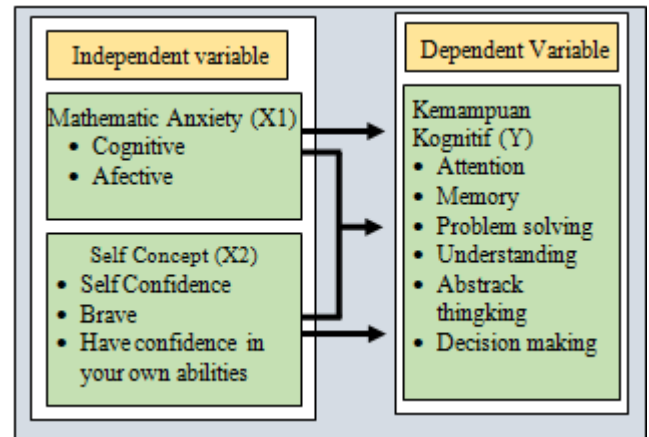 Independent variable
Mathematic Anxiety (X1)
• Cognitive
• Afective
Self Concept (X2)
• Self Confidence
• Brave
• Have confidence in
your own abilities
Dependent Variable
Kemampuan
Kognitif (Y)
• Attention
• Memory
• Problem solving
• Understanding
• Abstrack
thingking
• Decision making